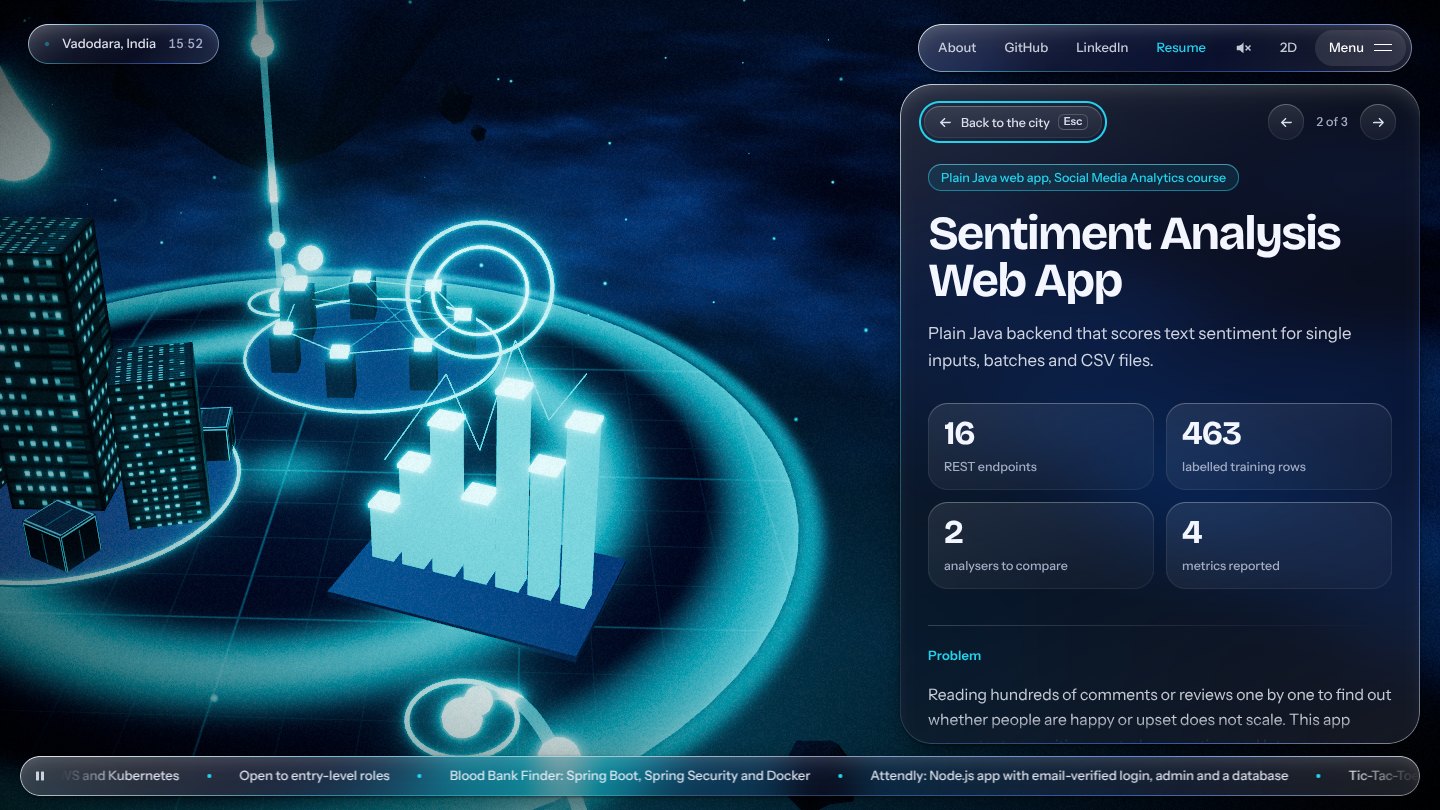 Vadodara, India 15 52
About GitHub LinkedIn Resume 2D Menu
Back to the city Esc
2 of 3
Plain Java web app, Social Media Analytics course
Sentiment Analysis
Web App
Plain Java backend that scores text sentiment for single
inputs, batches and CSV files.
16
REST endpoints
463
labelled training rows
2
analysers to compare
4
metrics reported
Problem
Reading hundreds of comments or reviews one by one to find out
whether people are happy or upset does not scale. This app
and Kubernetes • Open to entry-level roles • Blood Bank Finder: Spring Boot, Spring Security and Docker • Attendly: Node.js app with email-verified login, admin and a database • Tic-Tac-